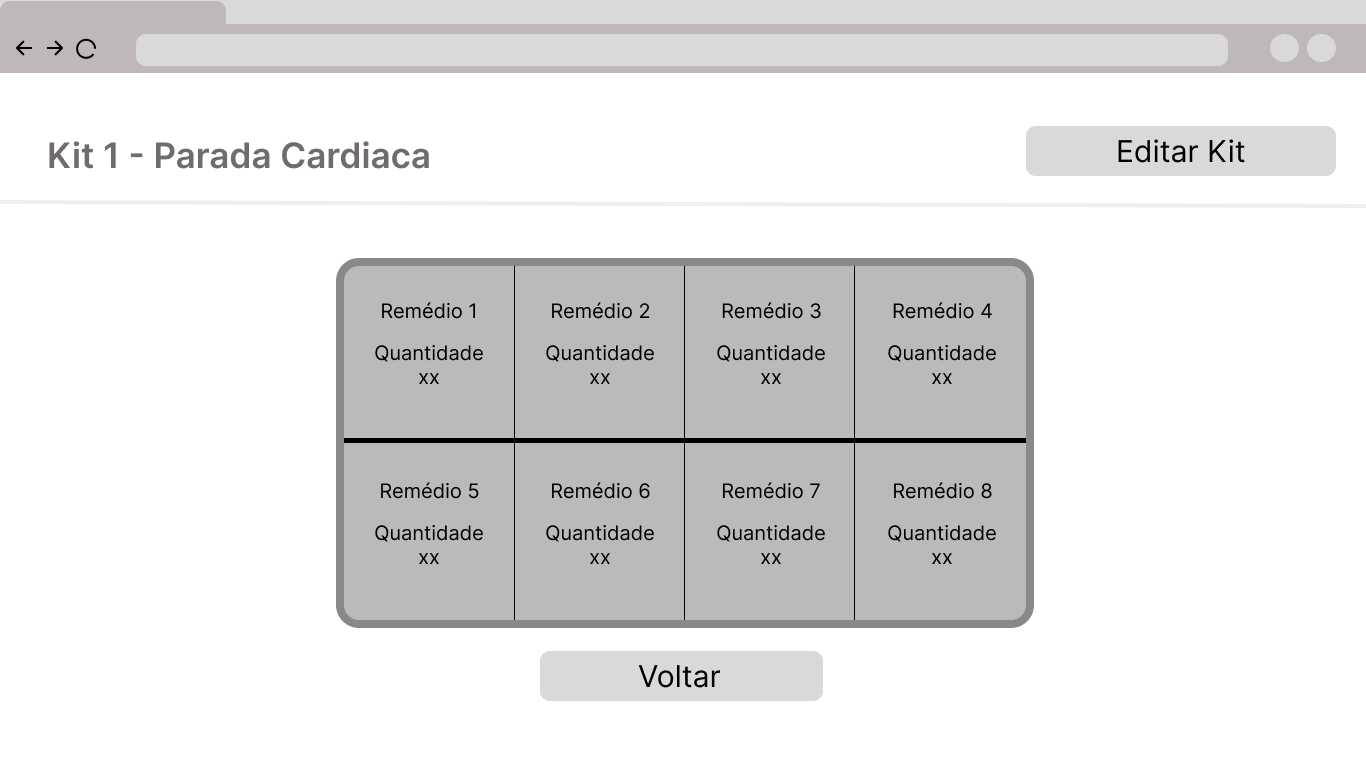 Kit 1 - Parada Cardiaca
Editar Kit
Remédio 1
Quantidade
xx
Remédio 2
Quantidade
xx
Remédio 3
Quantidade
xx
Remédio 4
Quantidade
xx
Remédio 5
Quantidade
xx
Remédio 6
Quantidade
xx
Remédio 7
Quantidade
xx
Remédio 8
Quantidade
xx
Voltar